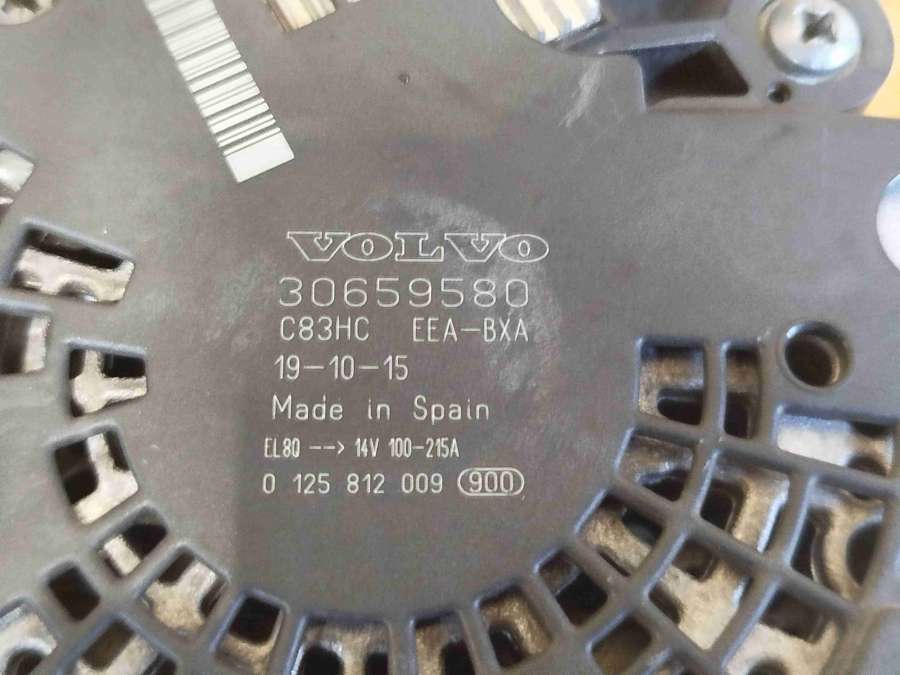 VOLVO
30659580
C83HC EEA-BXA
19-10-15
Made in Spain
EL8Q --> 14V 100-215A
0 125 812 009 900